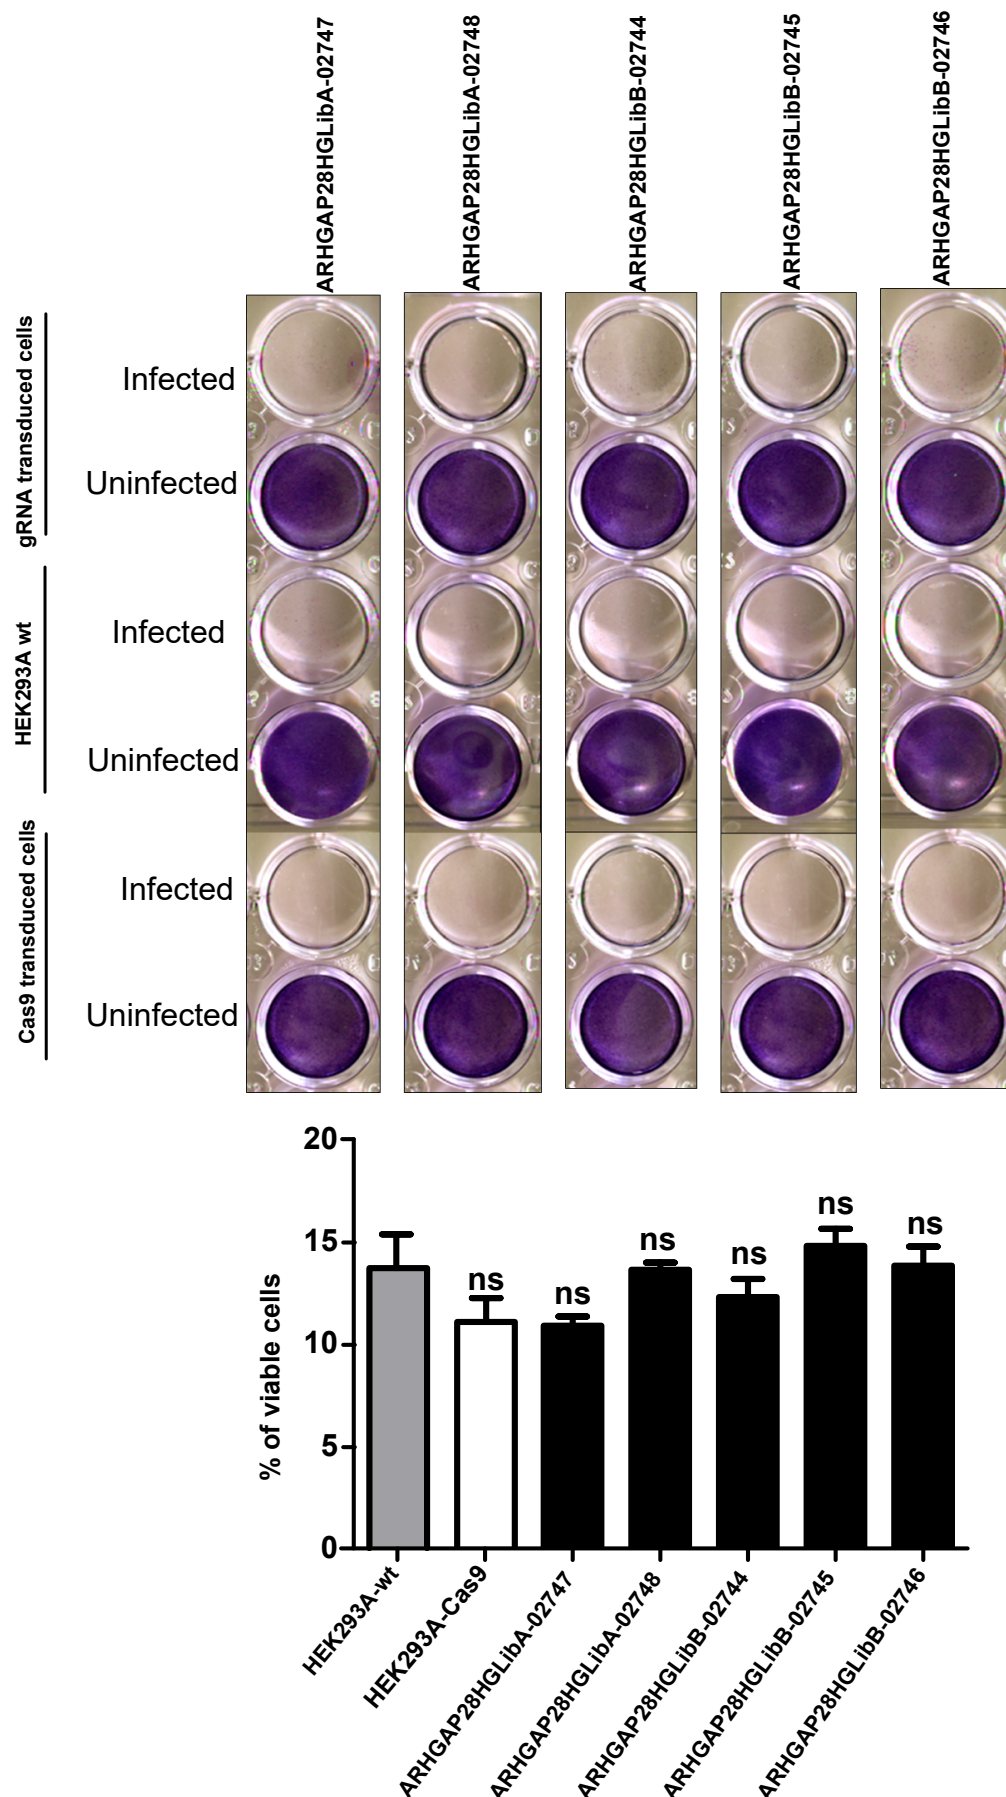 ARHGAP28HGLibA-02747
ARHGAP28HGLibA-02748
ARHGAP28HGLibB-02744
ARHGAP28HGLibB-02745
ARHGAP28HGLibB-02746
gRNA transduced cells
Infected
Uninfected
HEK293A wt
Infected
Uninfected
Cas9 transduced cells
Infected
Uninfected
% of viable cells
20
15
10
5
0
ns
ns
ns
ns
ns
ns
HEK293A-wt
HEK293A-Cas9
ARHGAP28HGLibA-02747
ARHGAP28HGLibA-02748
ARHGAP28HGLibB-02744
ARHGAP28HGLibB-02745
ARHGAP28HGLibB-02746